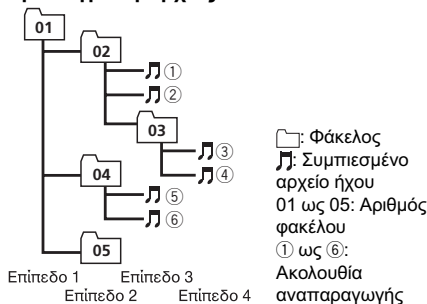 01
02
①
②
03
③
④
04
⑤
⑥
05
Επίπεδο 1 Επίπεδο 3
Επίπεδο 2 Επίπεδο 4
: Φάκελος
: Συμπιεσμένο
αρχείο ήχου
01 ως 05: Αριθμός
φακέλου
① ως ⑥:
Ακολουθία
αναπαραγωγής